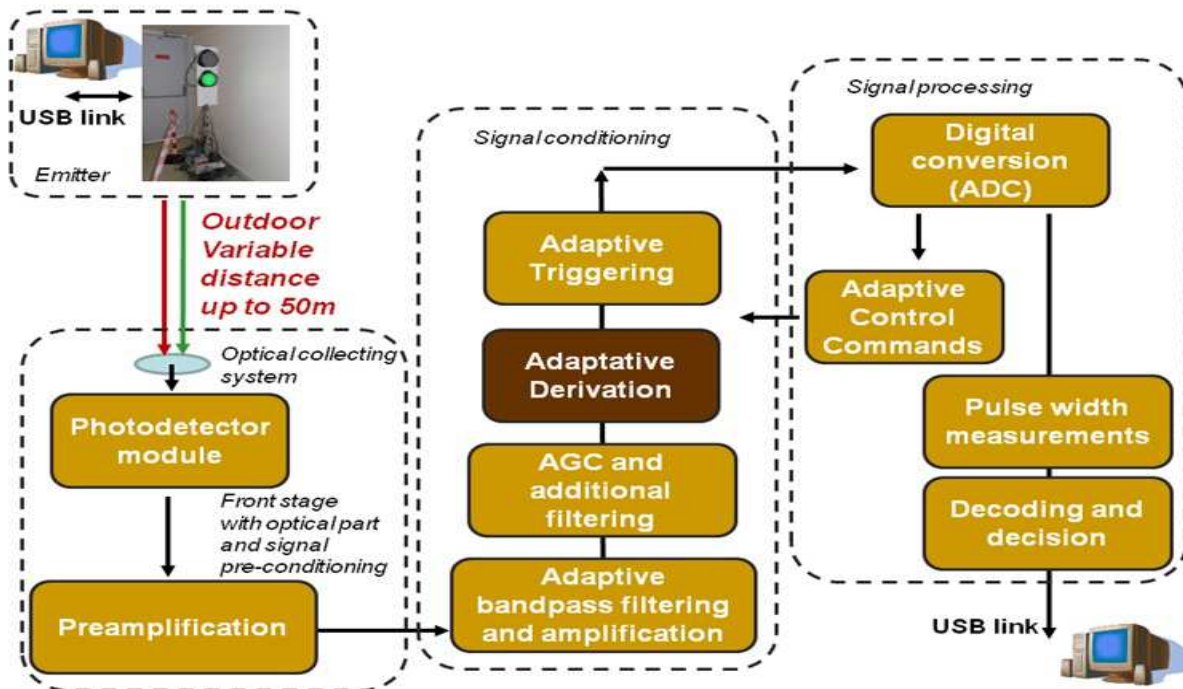 USB link
Emitter
Outdoor
Variable
distance
up to 50m
Optical collecting
system
Photodetector
module
Front stage
with optical part
and signal
pre-conditioning
Preamplification
Signal conditioning
Adaptive
Triggering
Adaptative
Derivation
AGC and
additional
filtering
Adaptive
bandpass filtering
and amplification
Signal processing
Digital
conversion
(ADC)
Adaptive
Control
Commands
Pulse width
measurements
Decoding and
decision
USB link